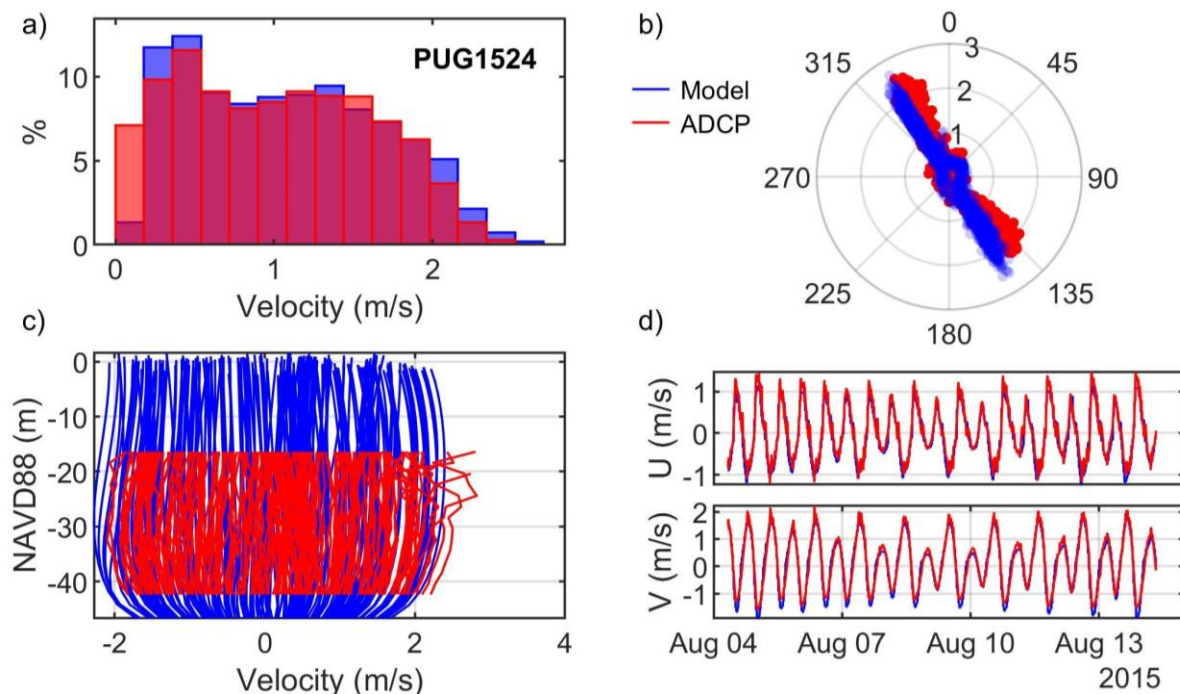 a)
PUG1524
10
5
0
%
0
1
2
Velocity (m/s)
b)
0
45
90
135
180
225
270
315
3
2
1
Model
ADCP
c)
0
-10
-20
-30
-40
NAVD88 (m)
-2
0
2
4
Velocity (m/s)
d)
1
0
-1
U (m/s)
2
1
0
-1
V (m/s)
Aug 04
Aug 07
Aug 10
Aug 13
2015